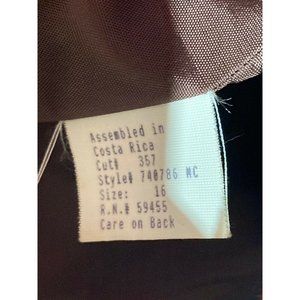 Assembled in
Costa Rica
Cut# 357
Style# 740786 MC
Size: 16
R.N.# 59455
Care on Back